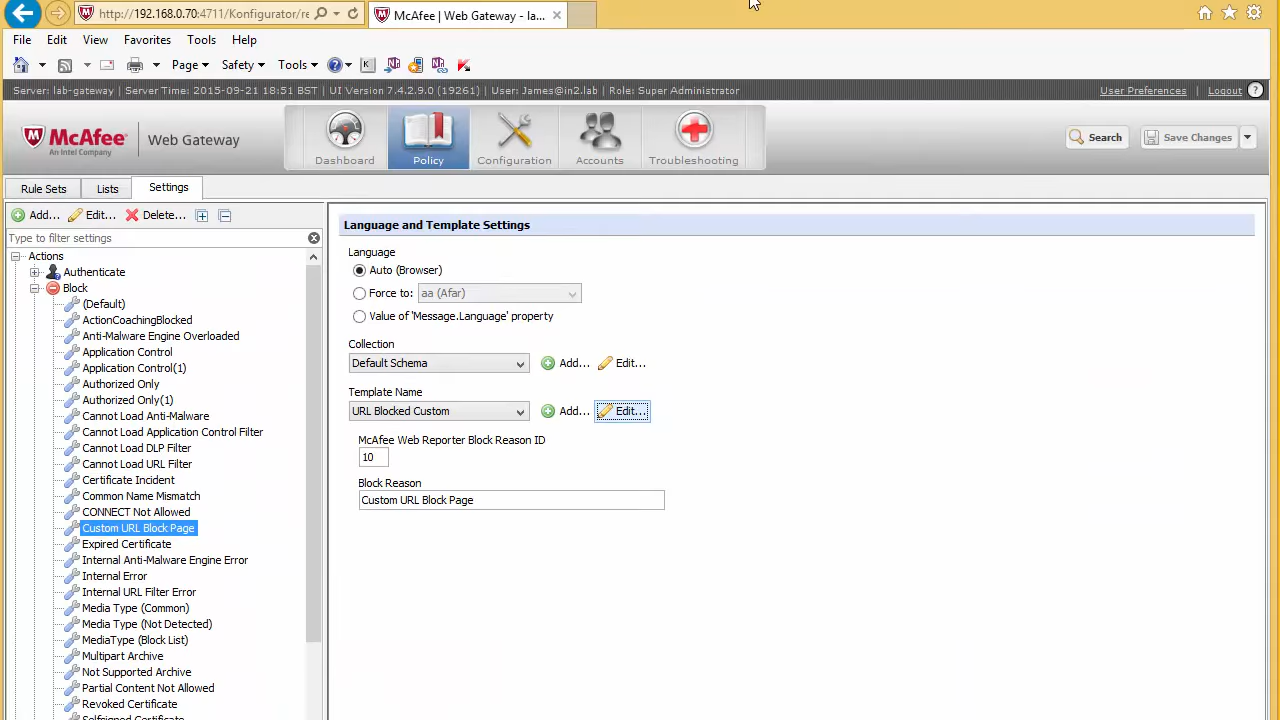 http://192.168.0.70:4711/Konfigurator/re
McAfee | Web Gateway - la...
File Edit View Favorites Tools Help
Page Safety Tools
Server: lab-gateway | Server Time: 2015-09-21 18:51 BST | UI Version 7.4.2.9.0 (19261) | User: James@in2.lab | Role: Super Administrator
User Preferences | Logout ?
McAfee
An Intel Company
Web Gateway
Dashboard Policy Configuration Accounts Troubleshooting
Search Save Changes
Rule Sets Lists Settings
Add... Edit... Delete...
Type to filter settings
Actions
Authenticate
Block
(Default)
ActionCoachingBlocked
Anti-Malware Engine Overloaded
Application Control
Application Control(1)
Authorized Only
Authorized Only(1)
Cannot Load Anti-Malware
Cannot Load Application Control Filter
Cannot Load DLP Filter
Cannot Load URL Filter
Certificate Incident
Common Name Mismatch
CONNECT Not Allowed
Custom URL Block Page
Expired Certificate
Internal Anti-Malware Engine Error
Internal Error
Internal URL Filter Error
Media Type (Common)
Media Type (Not Detected)
MediaType (Block List)
Multipart Archive
Not Supported Archive
Partial Content Not Allowed
Revoked Certificate
Selfsigned Certificate
Language and Template Settings
Language
Auto (Browser)
Force to: aa (Afar)
Value of 'Message.Language' property
Collection
Default Schema Add... Edit...
Template Name
URL Blocked Custom Add... Edit...
McAfee Web Reporter Block Reason ID
10
Block Reason
Custom URL Block Page